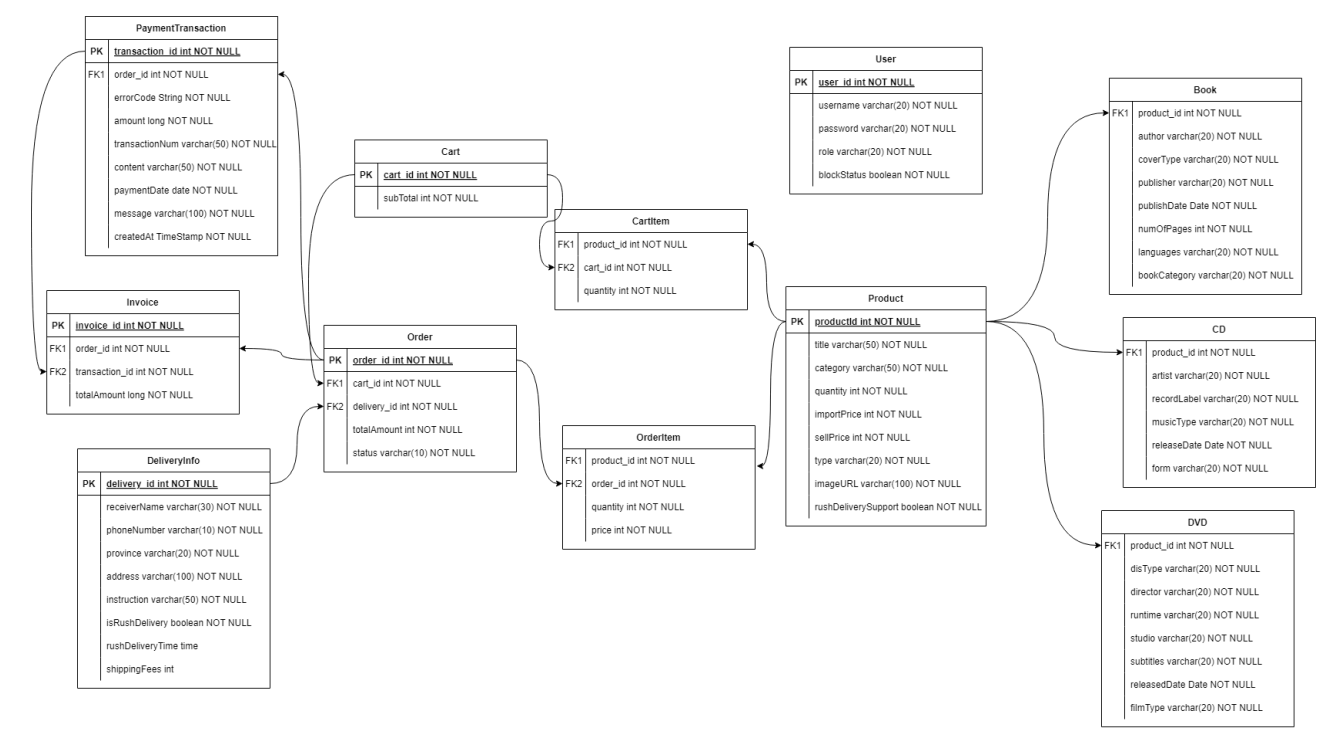 PaymentTransaction
PK transaction_id int NOT NULL
FK1 order_id int NOT NULL
errorCode String NOT NULL
amount long NOT NULL
transactionNum varchar(50) NOT NULL
content varchar(50) NOT NULL
paymentDate date NOT NULL
message varchar(100) NOT NULL
createdAt TimeStamp NOT NULL
Invoice
PK invoice_id int NOT NULL
FK1 order_id int NOT NULL
FK2 transaction_id int NOT NULL
totalAmount long NOT NULL
DeliveryInfo
PK delivery_id int NOT NULL
receiverName varchar(30) NOT NULL
phoneNumber varchar(10) NOT NULL
province varchar(20) NOT NULL
address varchar(100) NOT NULL
instruction varchar(50) NOT NULL
isRushDelivery boolean NOT NULL
rushDeliveryTime time
shippingFees int
Cart
PK cart_id int NOT NULL
subTotal int NOT NULL
Order
PK order_id int NOT NULL
FK1 cart_id int NOT NULL
FK2 delivery_id int NOT NULL
totalAmount int NOT NULL
status varchar(10) NOT NULL
CartItem
FK1 product_id int NOT NULL
FK2 cart_id int NOT NULL
quantity int NOT NULL
OrderItem
FK1 product_id int NOT NULL
FK2 order_id int NOT NULL
quantity int NOT NULL
price int NOT NULL
User
PK user_id int NOT NULL
username varchar(20) NOT NULL
password varchar(20) NOT NULL
role varchar(20) NOT NULL
blockStatus boolean NOT NULL
Product
PK productId int NOT NULL
title varchar(50) NOT NULL
category varchar(50) NOT NULL
quantity int NOT NULL
importPrice int NOT NULL
sellPrice int NOT NULL
type varchar(20) NOT NULL
imageURL varchar(100) NOT NULL
rushDeliverySupport boolean NOT NULL
Book
FK1 product_id int NOT NULL
author varchar(20) NOT NULL
coverType varchar(20) NOT NULL
publisher varchar(20) NOT NULL
publishDate Date NOT NULL
numOfPages int NOT NULL
languages varchar(20) NOT NULL
bookCategory varchar(20) NOT NULL
CD
FK1 product_id int NOT NULL
artist varchar(20) NOT NULL
recordLabel varchar(20) NOT NULL
musicType varchar(20) NOT NULL
releaseDate Date NOT NULL
form varchar(20) NOT NULL
DVD
FK1 product_id int NOT NULL
disType varchar(20) NOT NULL
director varchar(20) NOT NULL
runtime varchar(20) NOT NULL
studio varchar(20) NOT NULL
subtitles varchar(20) NOT NULL
releasedDate Date NOT NULL
filmType varchar(20) NOT NULL